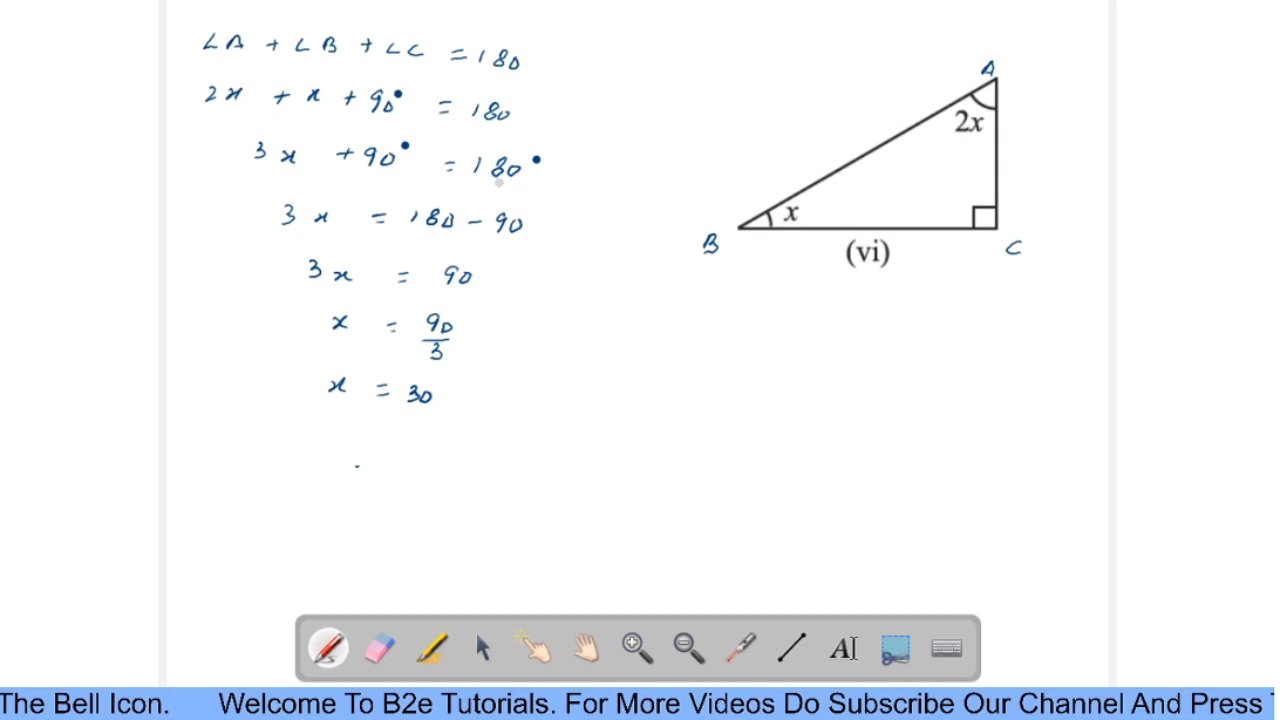 ∠A + ∠B + ∠C = 180
2x + x + 90° = 180
3x + 90° = 180°
3x = 180 - 90
3x = 90
x = 90/3
x = 30
A
2x
x
B
C
(vi)
AI
The Bell Icon. Welcome To B2e Tutorials. For More Videos Do Subscribe Our Channel And Press